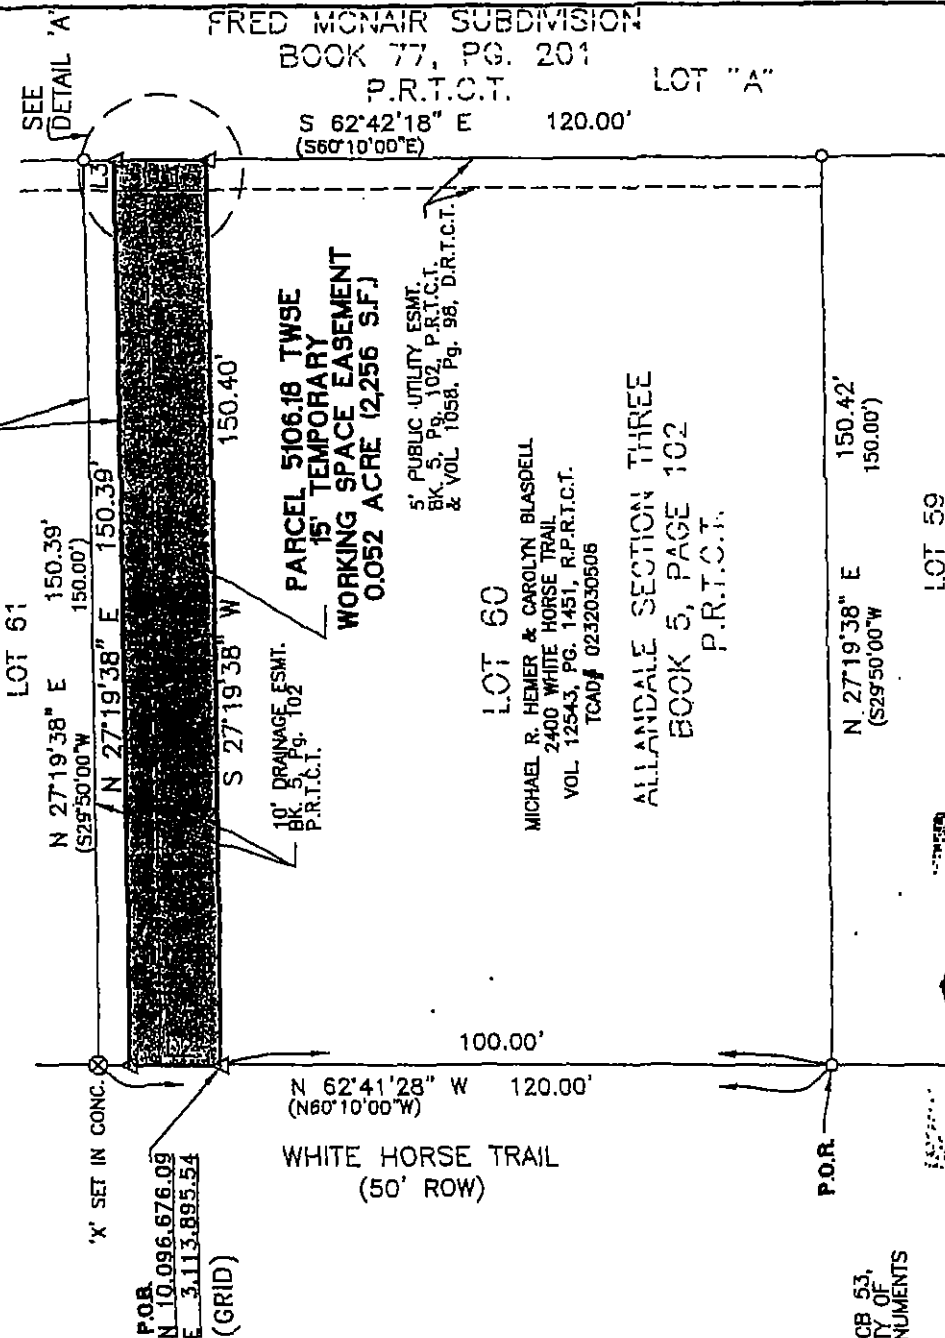 FRED MCNAIR SUBDIVISION
BOOK 77, PG. 201
P.R.T.C.T.
LOT "A"
SEE
DETAIL 'A'
S 62°42'18" E 120.00'
(S60°10'00"E)
L3
LOT 61
N 27°19'38" E 150.39'
(S29°50'00"W 150.00')
N 27°19'38" E 150.39'
S 27°19'38" W 150.40'
PARCEL 5106.18 TWSE
15' TEMPORARY
WORKING SPACE EASEMENT
0.052 ACRE (2,256 S.F.)
5' PUBLIC UTILITY ESMT.
BK. 5, Pg. 102, P.R.T.C.T.
& VOL. 1058, Pg. 98, D.R.T.C.T.
10' DRAINAGE ESMT.
BK. 5, Pg. 102
P.R.T.C.T.
LOT 60
MICHAEL R. HEMER & CAROLYN BLASDELL
2400 WHITE HORSE TRAIL
VOL. 12543, PG. 1451, R.P.R.T.C.T.
TCAD# 0232030506
ALLANDALE SECTION THREE
BOOK 5, PAGE 102
P.R.T.C.T.
N 27°19'38" E 150.42'
(S29°50'00"W 150.00')
LOT 59
100.00'
N 62°41'28" W 120.00'
(N60°10'00"W)
WHITE HORSE TRAIL
(50' ROW)
'X' SET IN CONC.
P.O.B.
N 10,096,676.09
E 3,113,895.54
(GRID)
P.O.R.
CB 53,
TY OF
NUMENTS